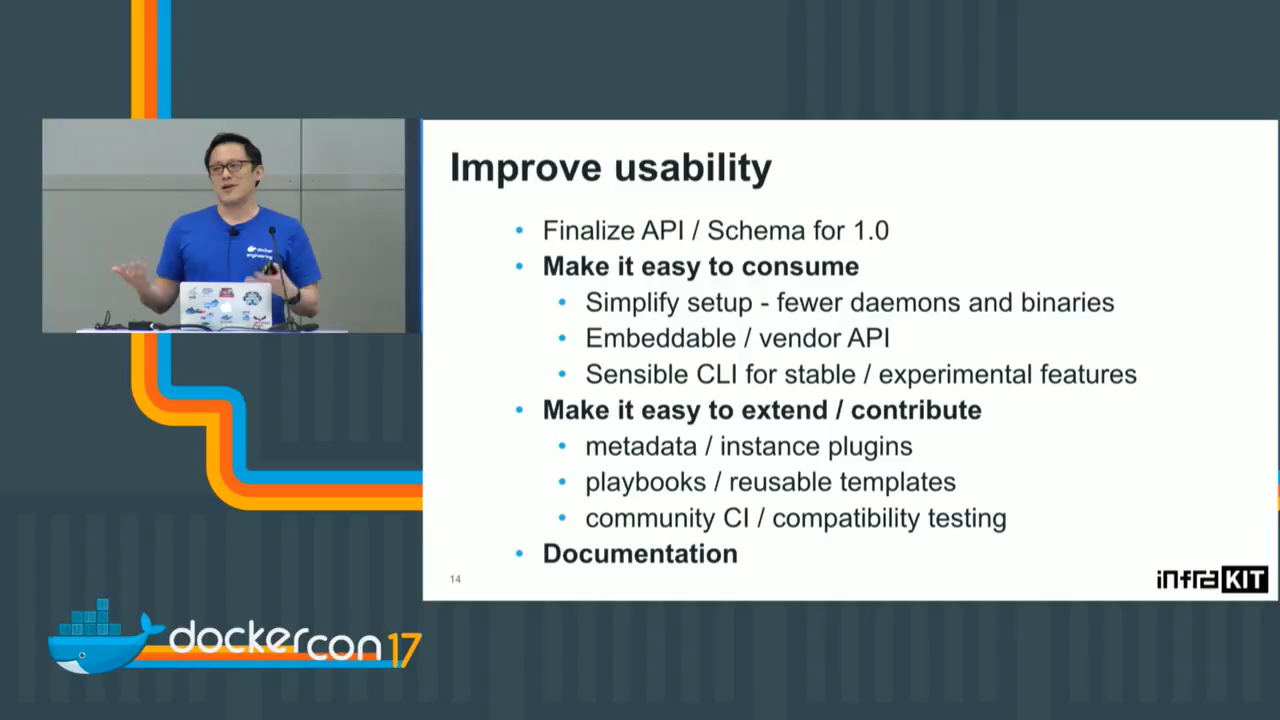 Improve usability
• Finalize API / Schema for 1.0
• Make it easy to consume
• Simplify setup - fewer daemons and binaries
• Embeddable / vendor API
• Sensible CLI for stable / experimental features
• Make it easy to extend / contribute
• metadata / instance plugins
• playbooks / reusable templates
• community CI / compatibility testing
• Documentation
14
infraKIT
docker
engineering
dockercon 17